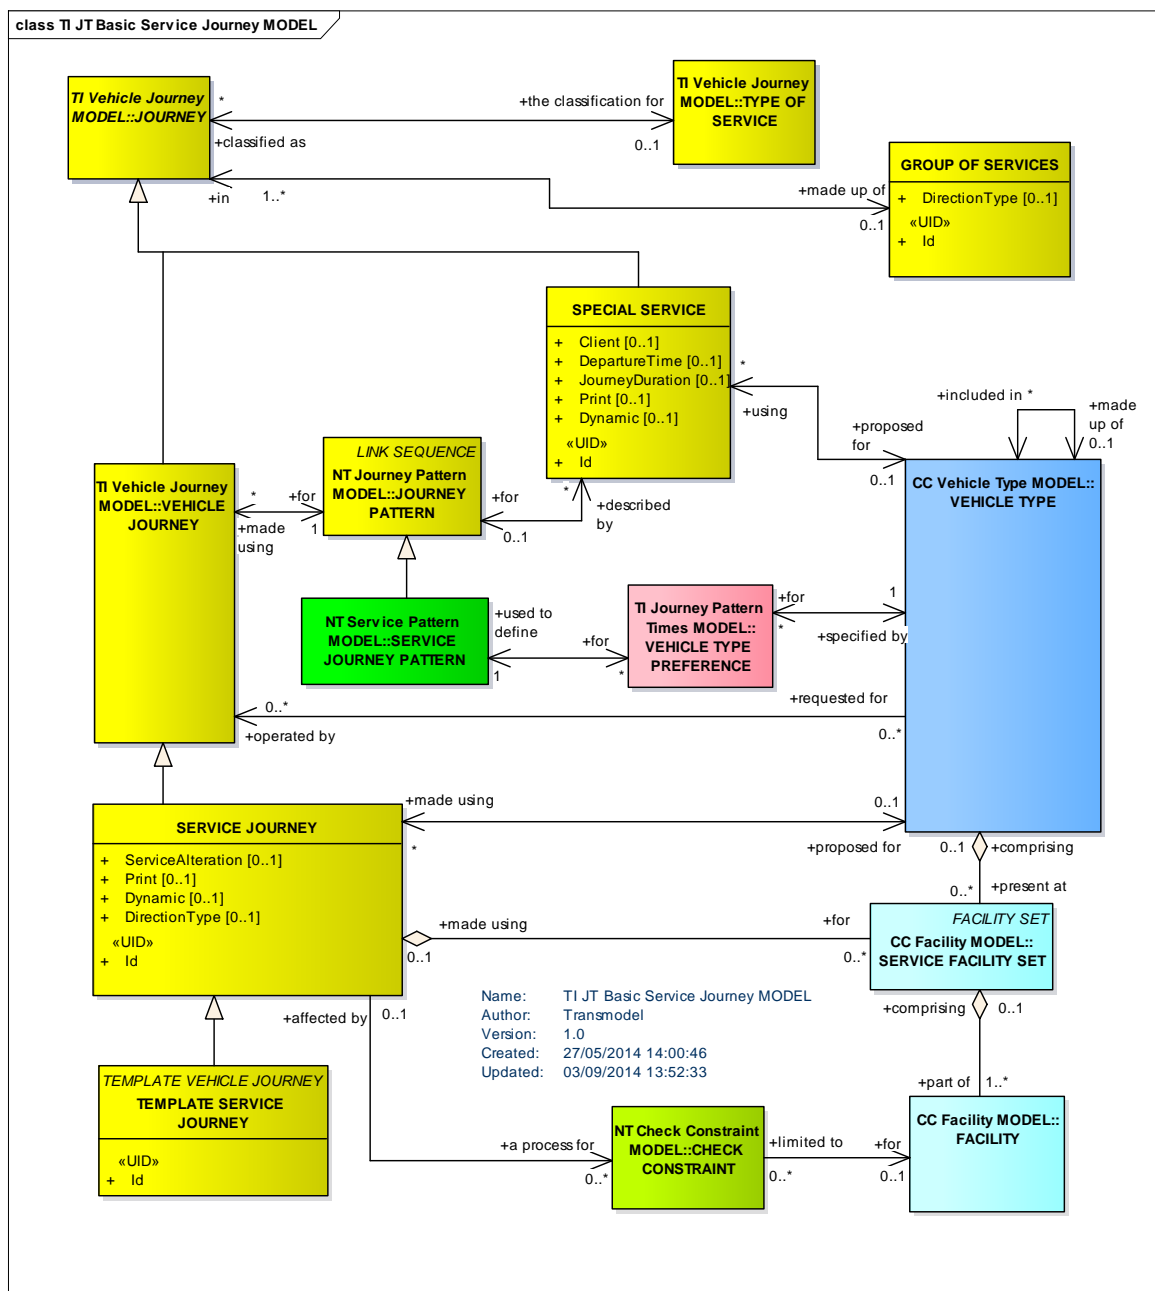 class TI JT Basic Service Journey MODEL
TI Vehicle Journey
MODEL::JOURNEY
*
+classified as
+the classification for
0..1
TI Vehicle Journey
MODEL::TYPE OF
SERVICE
+in
1..*
+made up of
0..1
GROUP OF SERVICES
+ DirectionType [0..1]
«UID»
+ Id
SPECIAL SERVICE
+ Client [0..1]
+ DepartureTime [0..1]
+ JourneyDuration [0..1]
+ Print [0..1]
+ Dynamic [0..1]
«UID»
+ Id
*
+using
+proposed
for
0..1
+included in *
+made
up of
0..1
CC Vehicle Type MODEL::
VEHICLE TYPE
LINK SEQUENCE
NT Journey Pattern
MODEL::JOURNEY
PATTERN
TI Vehicle Journey
MODEL::VEHICLE
JOURNEY
*
+made
using
+for
1
+for
0..1
*
+described
by
NT Service Pattern
MODEL::SERVICE
JOURNEY PATTERN
+used to
define
1
+for
*
TI Journey Pattern
Times MODEL::
VEHICLE TYPE
PREFERENCE
+for
*
1
+specified by
0..*
+operated by
+requested for
0..*
+made using
*
0..1
+proposed for
SERVICE JOURNEY
+ ServiceAlteration [0..1]
+ Print [0..1]
+ Dynamic [0..1]
+ DirectionType [0..1]
«UID»
+ Id
0..1
+comprising
0..*
+present at
+made using
0..1
+for
0..*
FACILITY SET
CC Facility MODEL::
SERVICE FACILITY SET
+comprising
0..1
+part of
1..*
CC Facility MODEL::
FACILITY
Name: TI JT Basic Service Journey MODEL
Author: Transmodel
Version: 1.0
Created: 27/05/2014 14:00:46
Updated: 03/09/2014 13:52:33
+affected by
0..1
TEMPLATE VEHICLE JOURNEY
TEMPLATE SERVICE
JOURNEY
«UID»
+ Id
+a process for
0..*
NT Check Constraint
MODEL::CHECK
CONSTRAINT
+limited to
0..*
+for
0..1